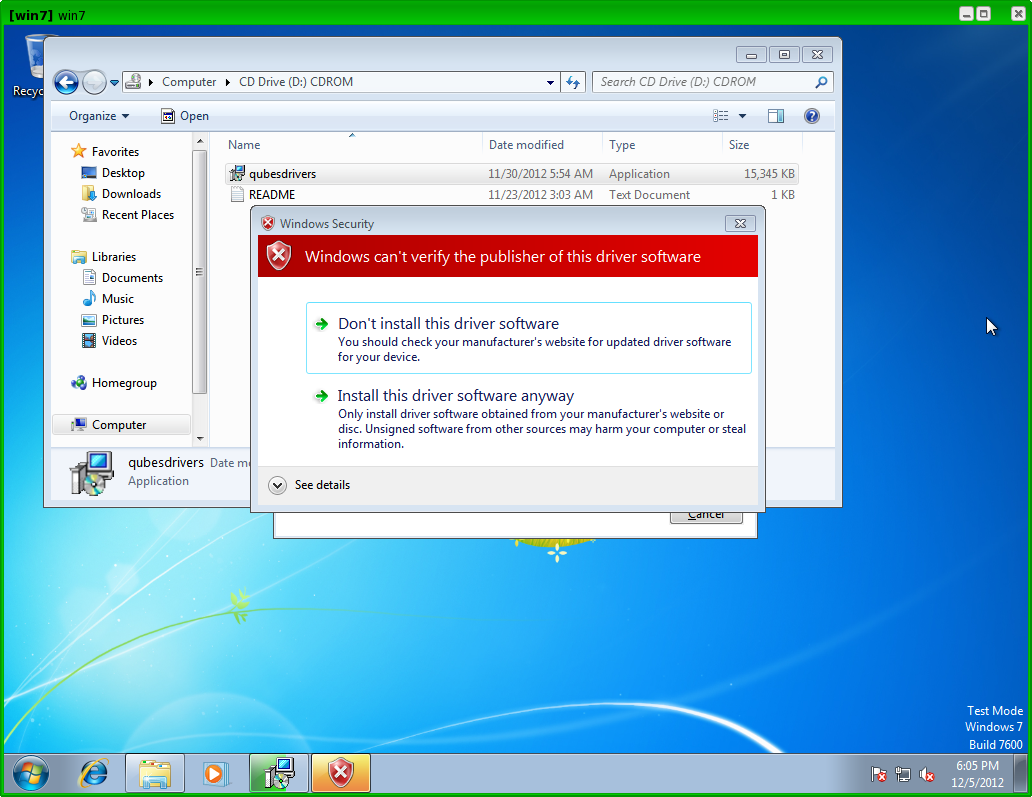 [win7] win7
Recyc
Computer
CD Drive (D:) CDROM
Search CD Drive (D:) CDROM
Organize
Open
Name
Date modified
Type
Size
Favorites
Desktop
Downloads
Recent Places
Libraries
Documents
Music
Pictures
Videos
Homegroup
Computer
qubesdrivers 11/30/2012 5:54 AM Application 15,345 KB
README 11/23/2012 3:03 AM Text Document 1 KB
Windows Security
Windows can't verify the publisher of this driver software
Don't install this driver software
You should check your manufacturer's website for updated driver software
for your device.
Install this driver software anyway
Only install driver software obtained from your manufacturer's website or
disc. Unsigned software from other sources may harm your computer or steal
information.
See details
qubesdrivers Date mo
Application
Cancel
Test Mode
Windows 7
Build 7600
6:05 PM
12/5/2012